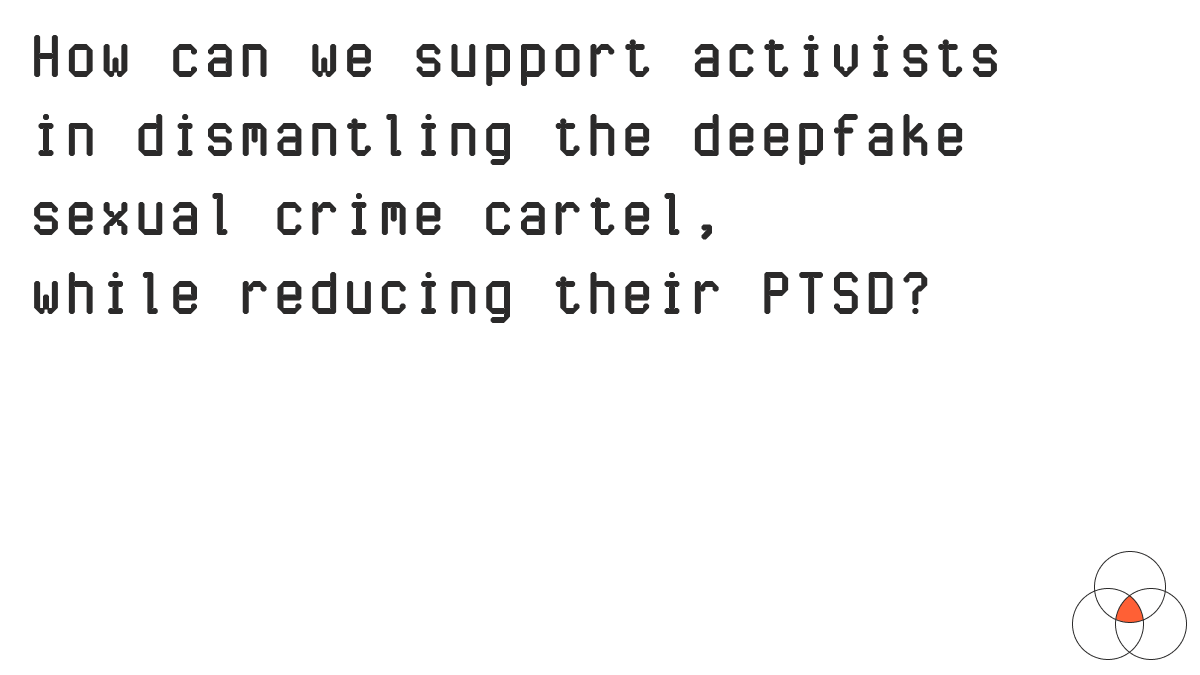 How can we support activists
in dismantling the deepfake
sexual crime cartel,
while reducing their PTSD?